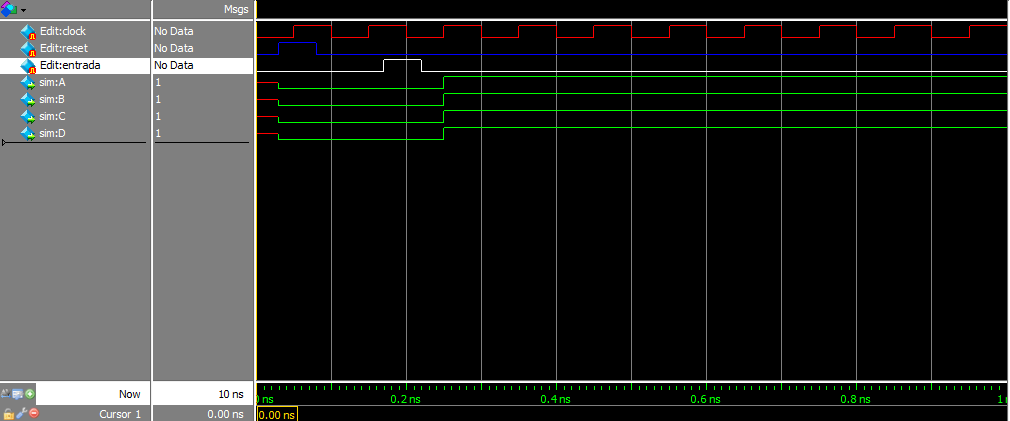 Msgs
Edit:clock No Data
Edit:reset No Data
Edit:entrada No Data
sim:A 1
sim:B 1
sim:C 1
sim:D 1
Now 10 ns
ns 0.2 ns 0.4 ns 0.6 ns 0.8 ns 1
Cursor 1 0.00 ns 0.00 ns